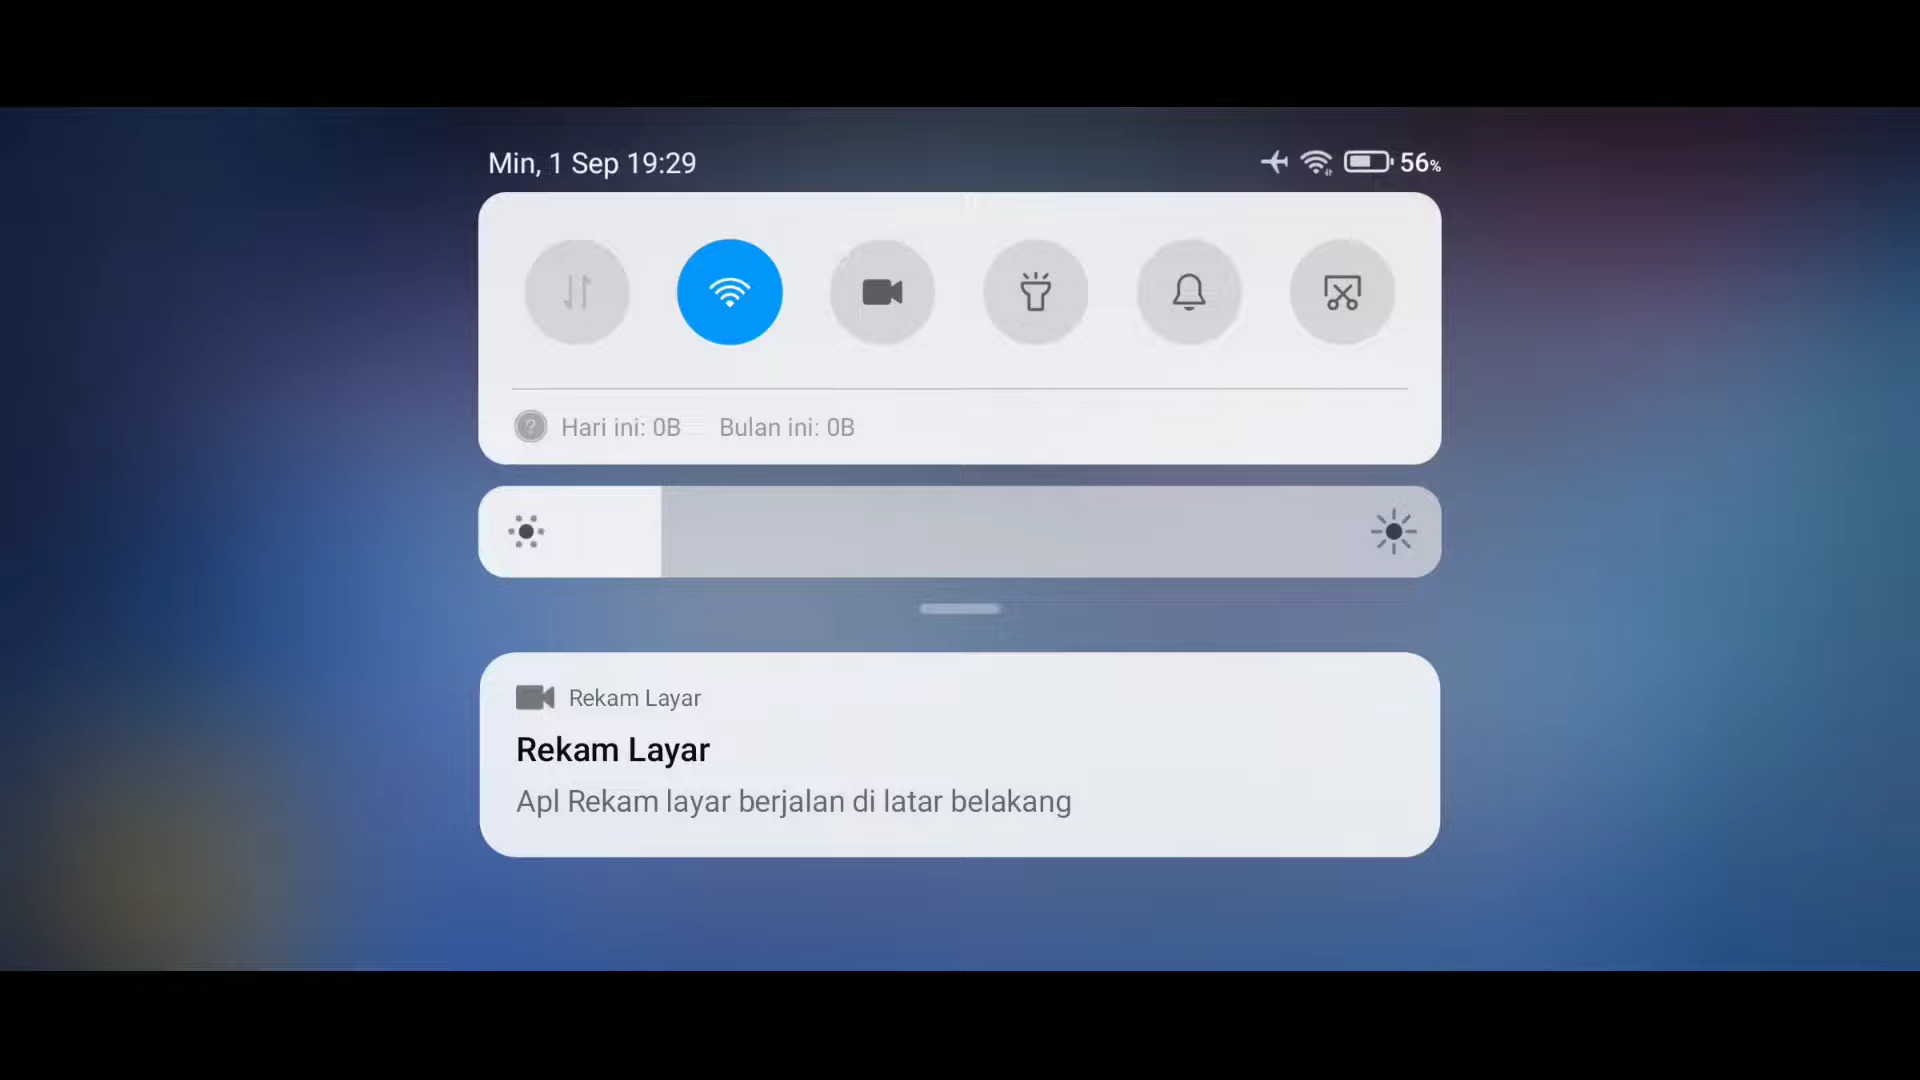 Min, 1 Sep 19:29
56%
Hari ini: 0B Bulan ini: 0B
Rekam Layar
Rekam Layar
Apl Rekam layar berjalan di latar belakang